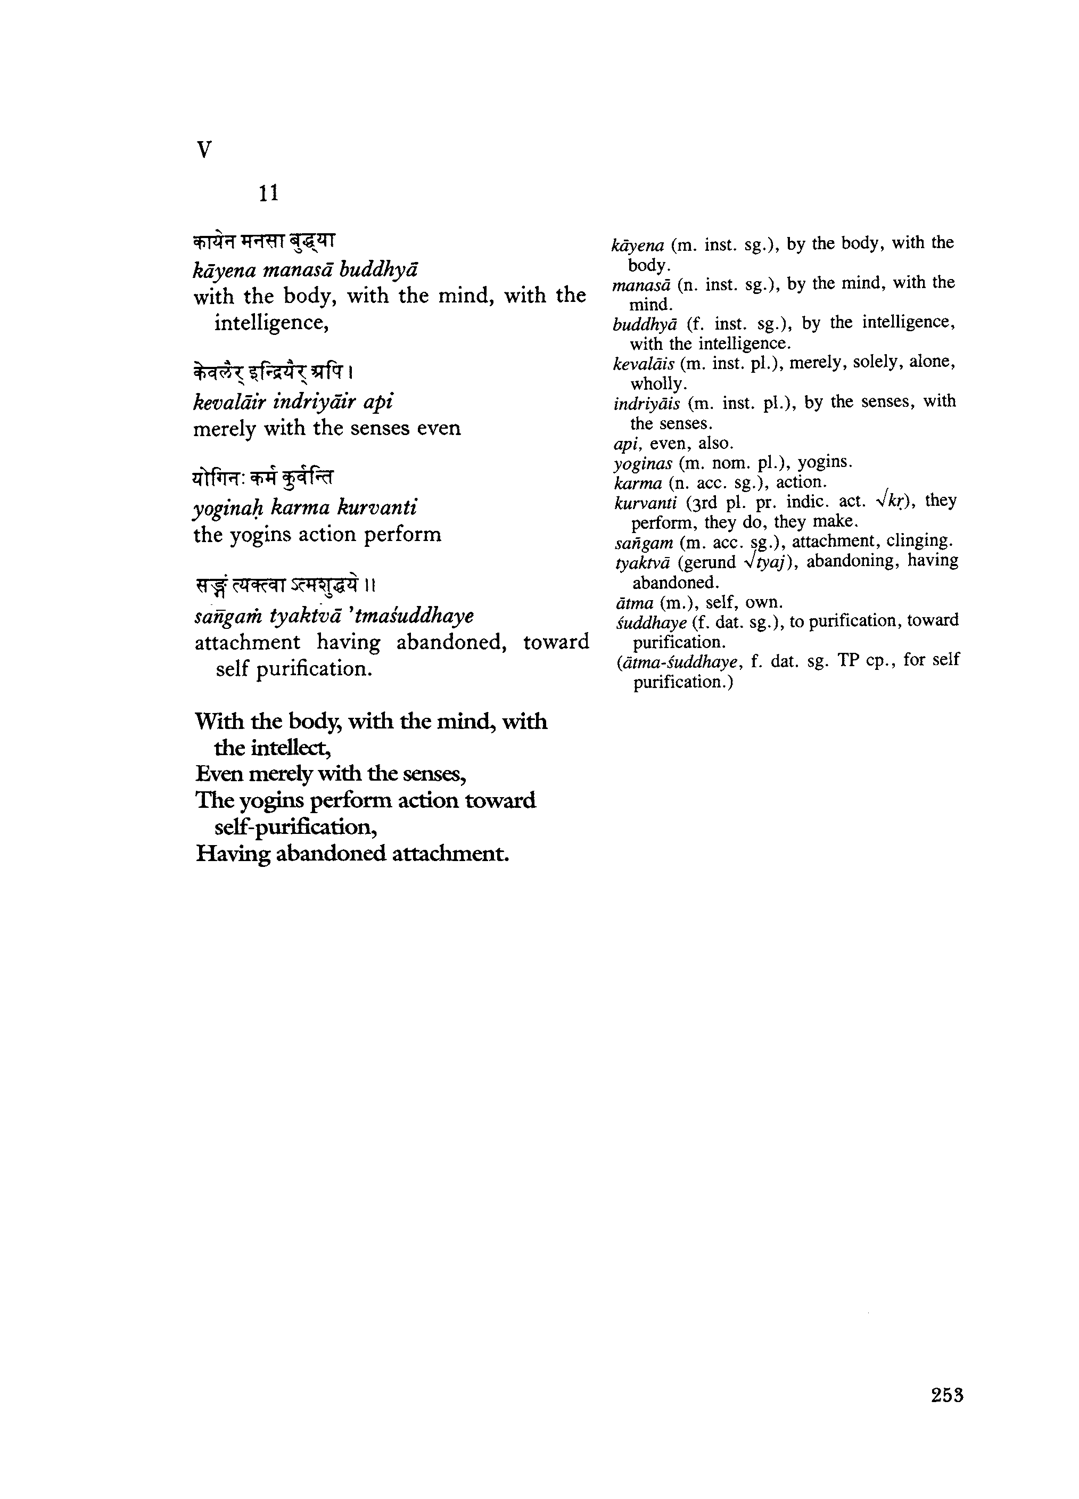 V
11
कायेन मनसा बुद्ध्या
kāyena manasā buddhyā
with the body, with the mind, with the
intelligence,
केवलैर् इन्द्रियैर् अपि ।
kevalāir indriyāir api
merely with the senses even
योगिनः कर्म कुर्वन्ति
yoginaḥ karma kurvanti
the yogins action perform
सङ्गं त्यक्त्वा ऽत्मशुद्धये ॥
san̄gaṁ tyaktvā 'tmaśuddhaye
attachment having abandoned, toward
self purification.
With the body, with the mind, with
the intellect,
Even merely with the senses,
The yogins perform action toward
self-purification,
Having abandoned attachment.
kāyena (m. inst. sg.), by the body, with the
body.
manasā (n. inst. sg.), by the mind, with the
mind.
buddhyā (f. inst. sg.), by the intelligence,
with the intelligence.
kevalāis (m. inst. pl.), merely, solely, alone,
wholly.
indriyāis (m. inst. pl.), by the senses, with
the senses.
api, even, also.
yoginas (m. nom. pl.), yogins.
karma (n. acc. sg.), action.
kurvanti (3rd pl. pr. indic. act. √kṛ), they
perform, they do, they make.
san̄gam (m. acc. sg.), attachment, clinging.
tyaktvā (gerund √tyaj), abandoning, having
abandoned.
ātma (m.), self, own.
śuddhaye (f. dat. sg.), to purification, toward
purification.
(ātma-śuddhaye, f. dat. sg. TP cp., for self
purification.)
253